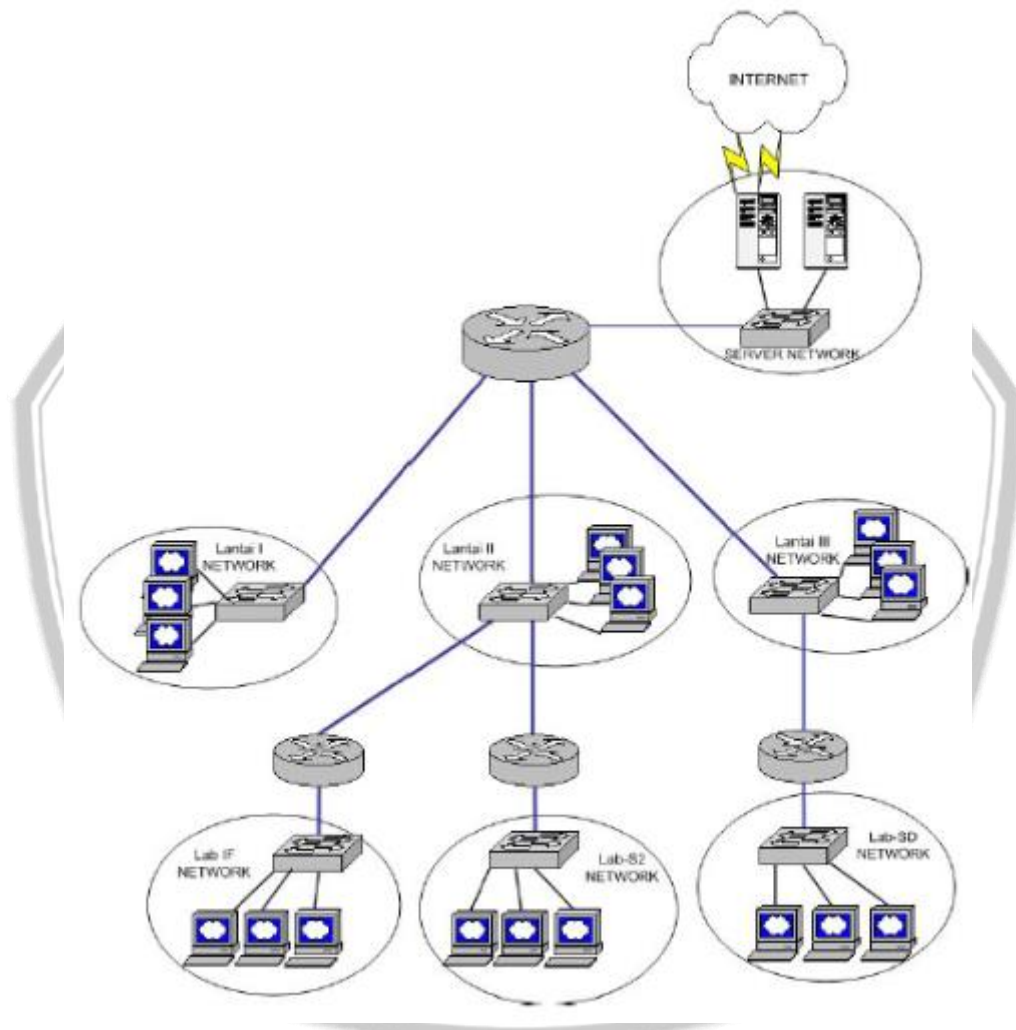 INTERNET
SERVER NETWORK
Lantai I
NETWORK
Lantai II
NETWORK
Lantai III
NETWORK
Lab IF
NETWORK
Lab-S2
NETWORK
Lab-SD
NETWORK